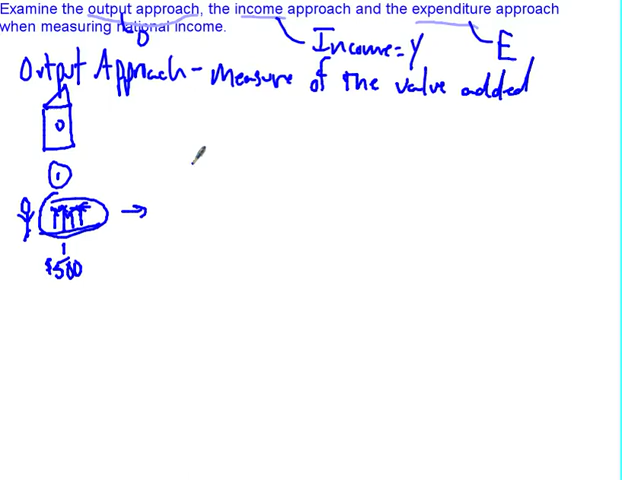 Examine the output approach, the income approach and the expenditure approach
when measuring national income.
O
Income = Y
E
Output Approach - Measure of the value added
0
1
$500